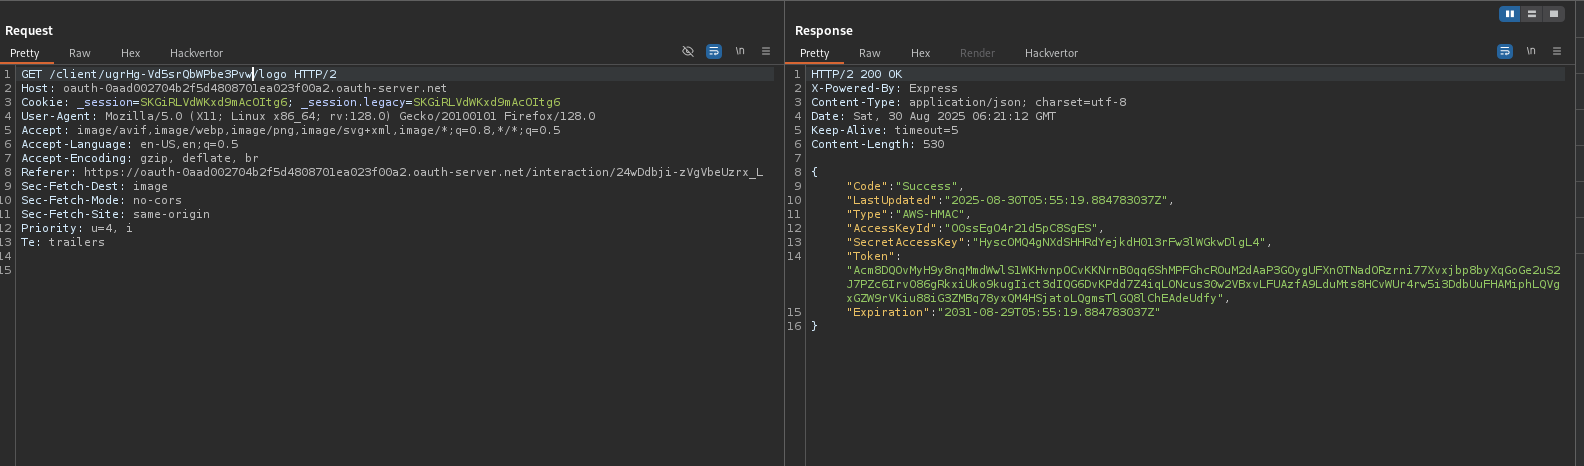 Request
Pretty Raw Hex Hackvertor \n
1 GET /client/ugrHg-Vd5srQbWPbe3Pvw/logo HTTP/2
2 Host: oauth-0aad002704b2f5d4808701ea023f00a2.oauth-server.net
3 Cookie: _session=SKGiRLVdWKxd9mAcOItg6; _session.legacy=SKGiRLVdWKxd9mAcOItg6
4 User-Agent: Mozilla/5.0 (X11; Linux x86_64; rv:128.0) Gecko/20100101 Firefox/128.0
5 Accept: image/avif,image/webp,image/png,image/svg+xml,image/*;q=0.8,*/*;q=0.5
6 Accept-Language: en-US,en;q=0.5
7 Accept-Encoding: gzip, deflate, br
8 Referer: https://oauth-0aad002704b2f5d4808701ea023f00a2.oauth-server.net/interaction/24wDdbji-zVgVbeUzrx_L
9 Sec-Fetch-Dest: image
10 Sec-Fetch-Mode: no-cors
11 Sec-Fetch-Site: same-origin
12 Priority: u=4, i
13 Te: trailers
14
15
Response
Pretty Raw Hex Render Hackvertor \n
1 HTTP/2 200 OK
2 X-Powered-By: Express
3 Content-Type: application/json; charset=utf-8
4 Date: Sat, 30 Aug 2025 06:21:12 GMT
5 Keep-Alive: timeout=5
6 Content-Length: 530
7
8 {
9 "Code":"Success",
10 "LastUpdated":"2025-08-30T05:55:19.884783037Z",
11 "Type":"AWS-HMAC",
12 "AccessKeyId":"O0ssEgO4r21d5pC8SgES",
13 "SecretAccessKey":"HyscOMQ4gNXdSHHRdYejkdH013rFw3lWGkwDlgL4",
14 "Token":
"Acm8DQOvMyH9y8nqMmdWwlS1WKHvnpOCvKKNrnB0qq6ShMPFGhcROuM2dAaP3GOygUFXn0TNadORzrni77Xvxjbp8byXqGoGe2uS2
J7PZc6IrvO86gRkxiUko9kugIict3dIQG6DvKPdd7Z4iqLONcus30w2VBxvLFUAzfA9LduMts8HCvWUr4rw5i3DdbUuFHAMiphLQVg
xGZW9rVKiu88iG3ZMBq78yxQM4HSjatoLQgmsTlGQ8lChEAdeUdfy",
15 "Expiration":"2031-08-29T05:55:19.884783037Z"
16 }